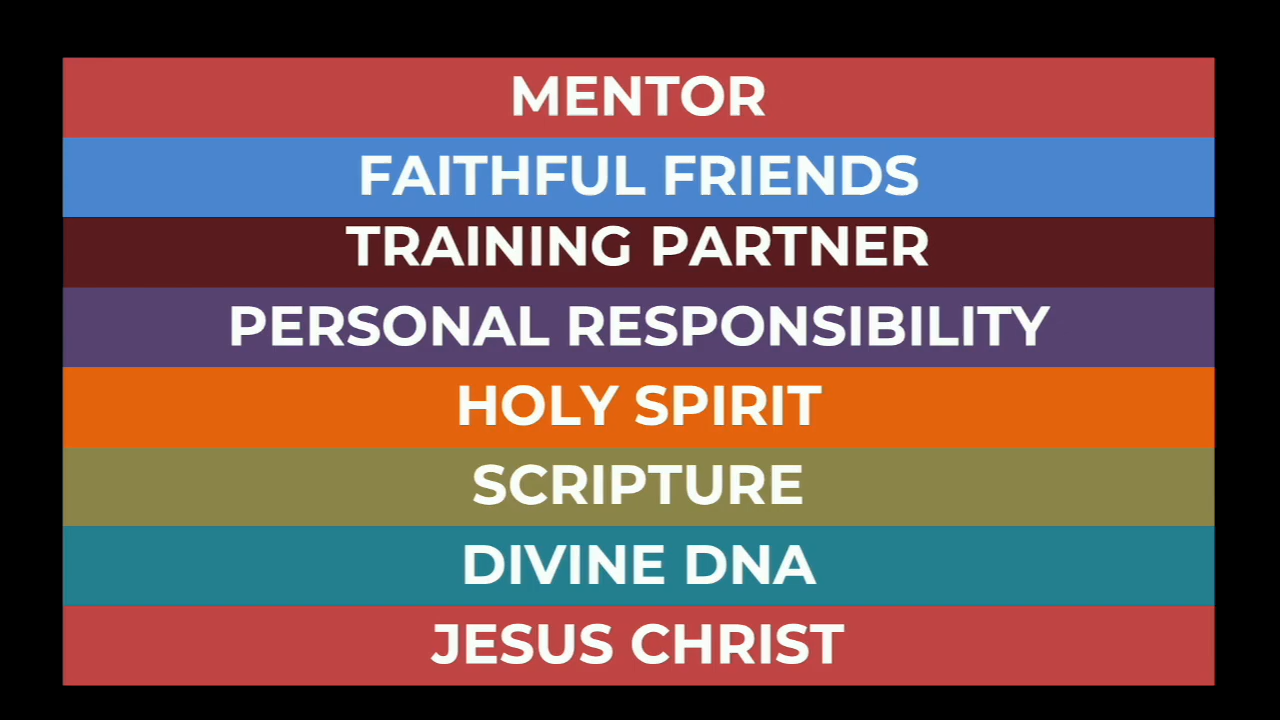 MENTOR
FAITHFUL FRIENDS
TRAINING PARTNER
PERSONAL RESPONSIBILITY
HOLY SPIRIT
SCRIPTURE
DIVINE DNA
JESUS CHRIST